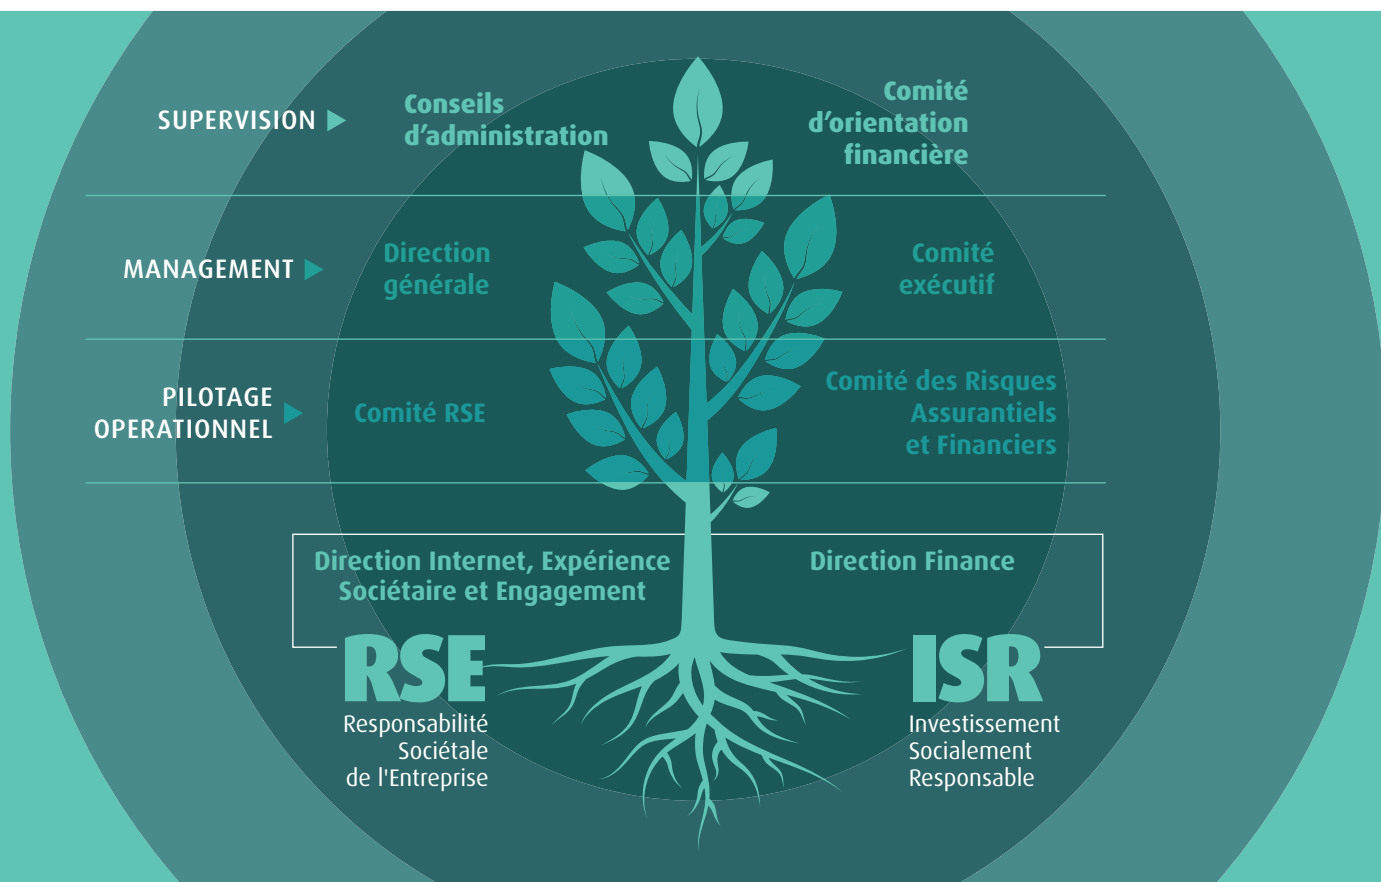 SUPERVISION
Conseils
d'administration
Comité
d'orientation
financière
MANAGEMENT
Direction
générale
Comité
exécutif
PILOTAGE
OPERATIONNEL
Comité RSE
Comité des Risques
Assurantiels
et Financiers
Direction Internet, Expérience
Sociétaire et Engagement
Direction Finance
RSE
Responsabilité
Sociétale
de l'Entreprise
ISR
Investissement
Socialement
Responsable